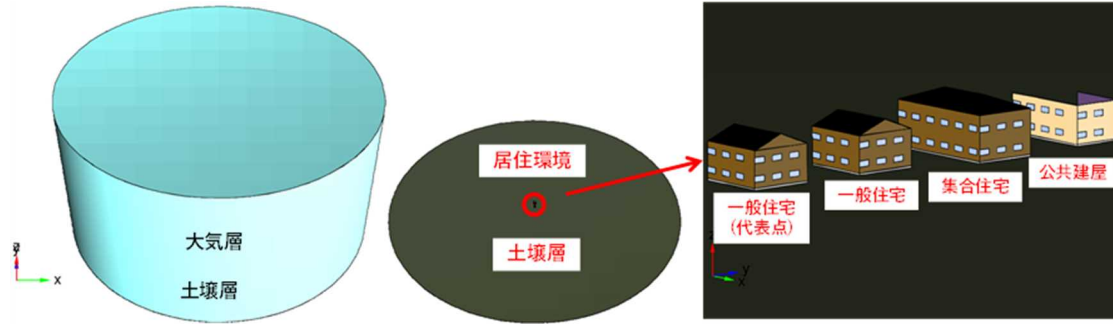 大気層
土壌層
x
居住環境
土壌層
一般住宅
(代表点)
一般住宅
集合住宅
公共建屋
y
x